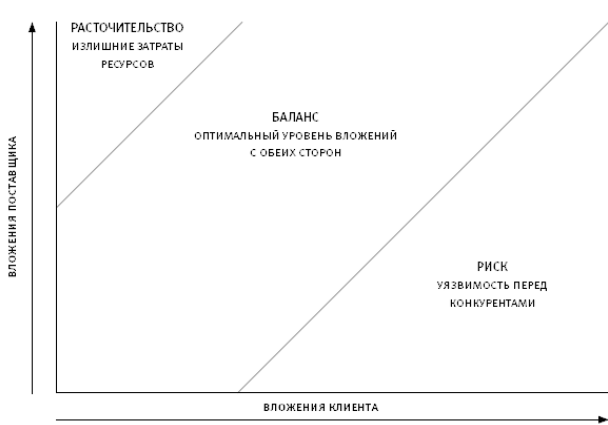 РАСТОЧИТЕЛЬСТВО
ИЗЛИШНИЕ ЗАТРАТЫ
РЕСУРСОВ
БАЛАНС
ОПТИМАЛЬНЫЙ УРОВЕНЬ ВЛОЖЕНИЙ
С ОБЕИХ СТОРОН
ВЛОЖЕНИЯ ПОСТАВЩИКА
РИСК
УЯЗВИМОСТЬ ПЕРЕД
КОНКУРЕНТАМИ
ВЛОЖЕНИЯ КЛИЕНТА